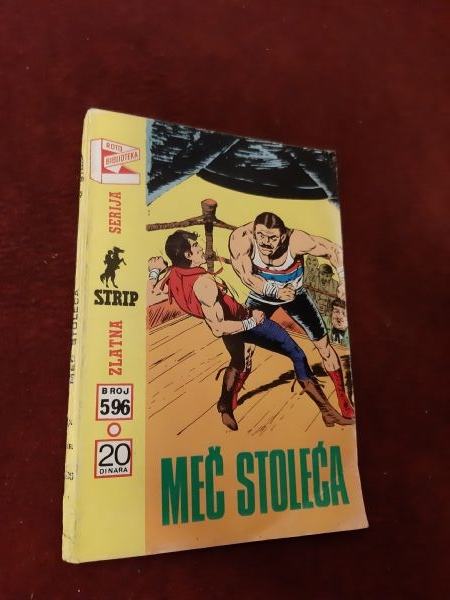 ROTO
BIBLIOTEKA
ZLATNA SERIJA
STRIP
BROJ
596
20
DINARA
MEČ STOLEĆA
MEČ STOLEĆA